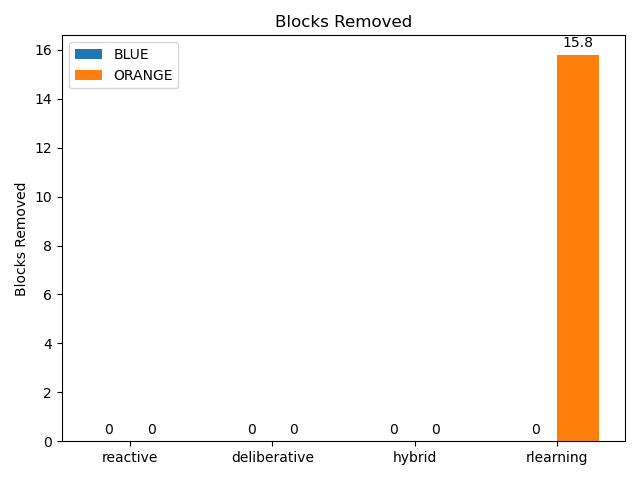 Blocks Removed
15.8
16
14
12
10
8
6
4
2
0
Blocks Removed
BLUE
ORANGE
0 0 0 0 0 0 0
reactive deliberative hybrid rlearning